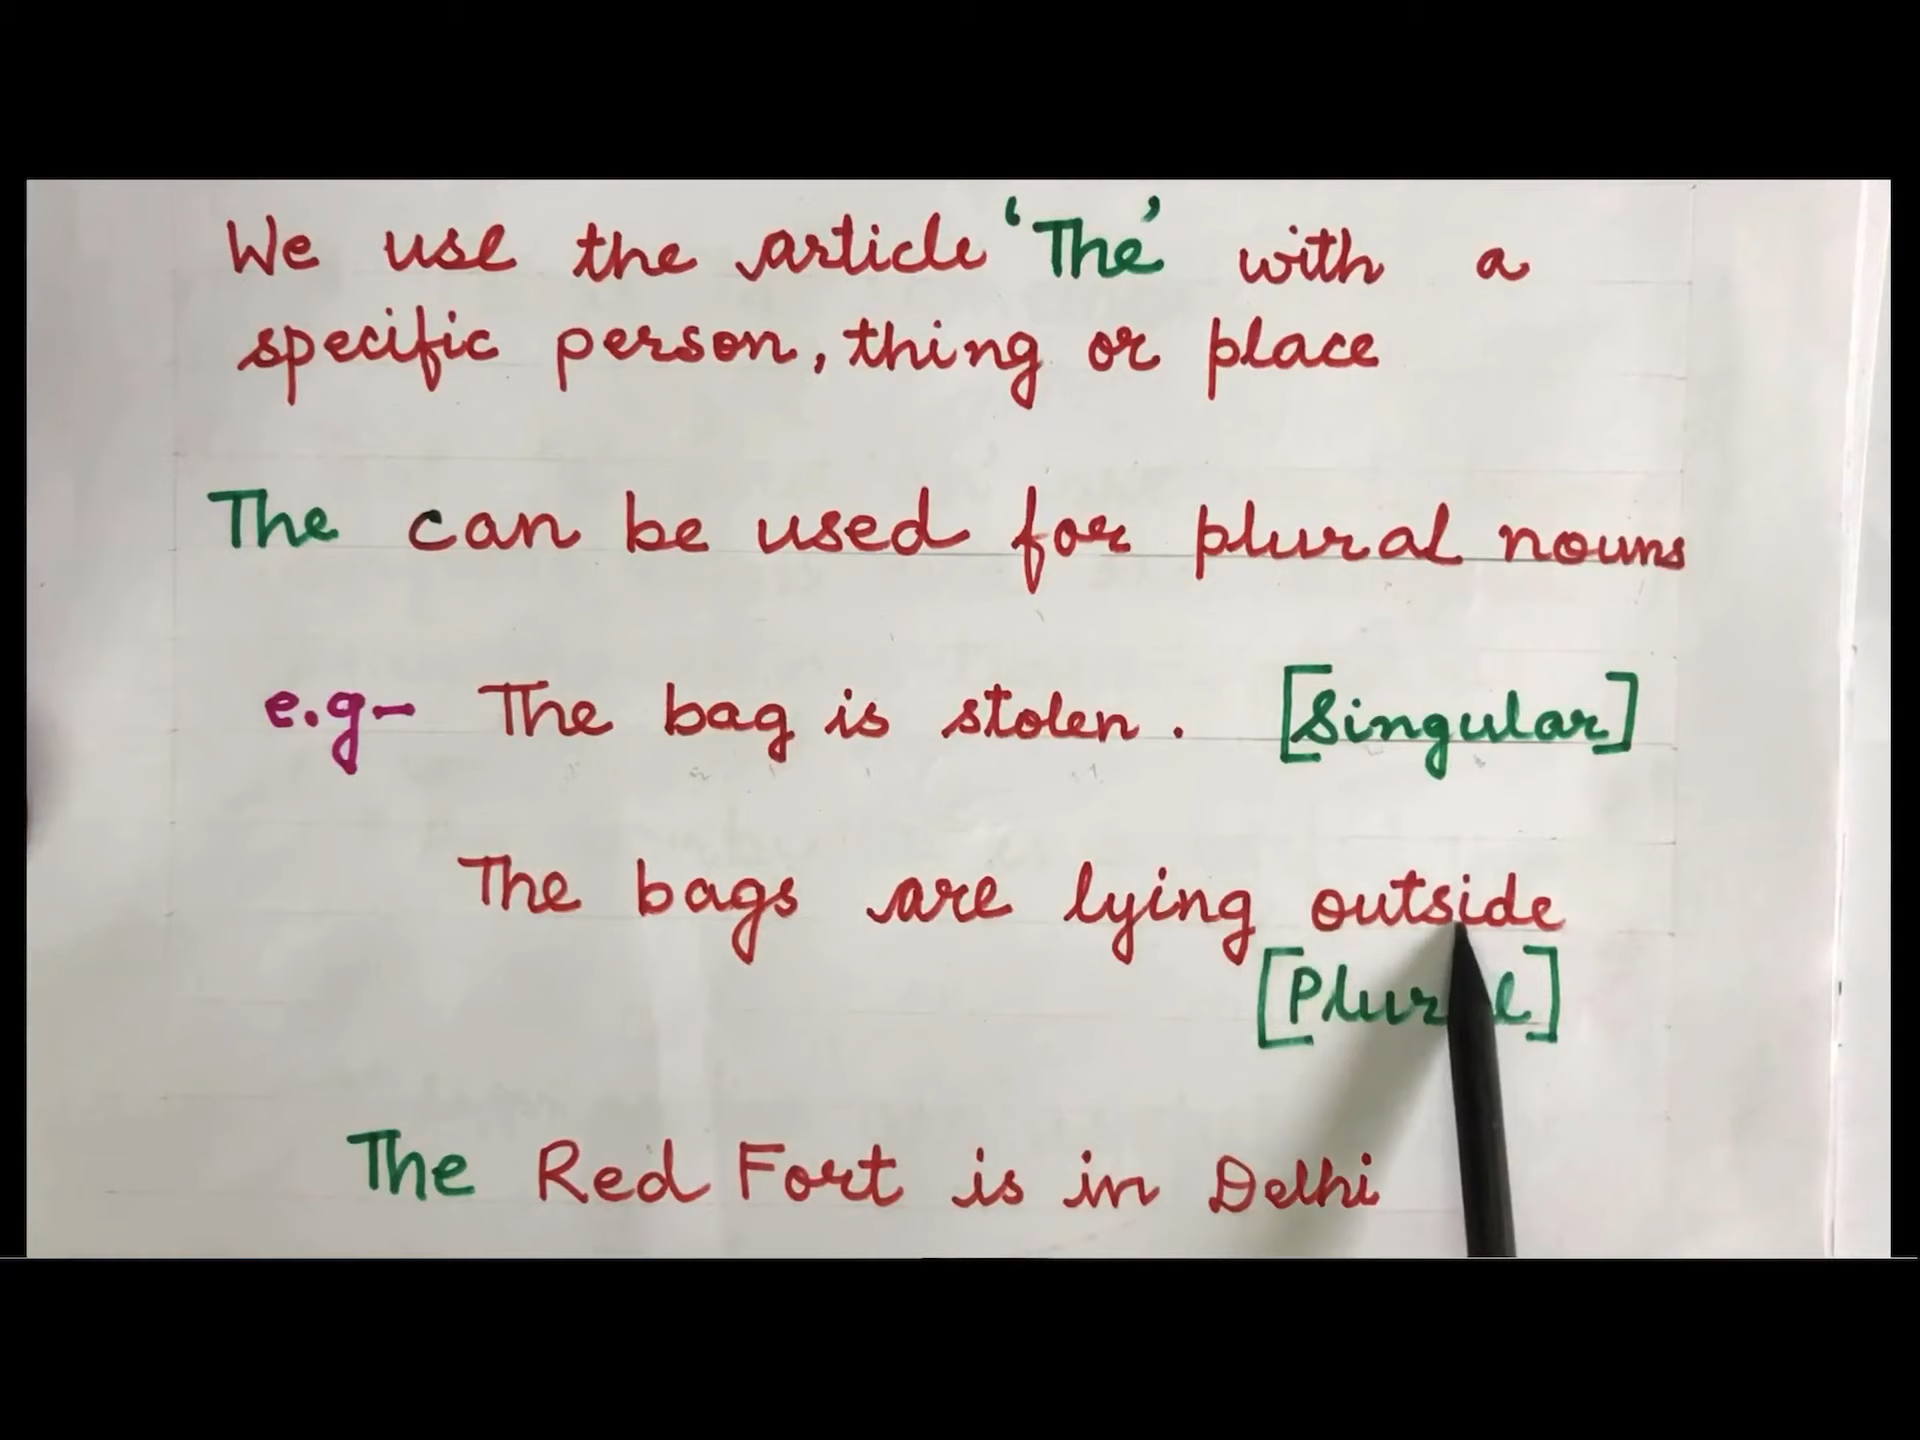 We use the article 'The' with a
specific person, thing or place
The can be used for plural nouns
e.g- The bag is stolen. [Singular]
The bags are lying outside
[Plural]
The Red Fort is in Delhi